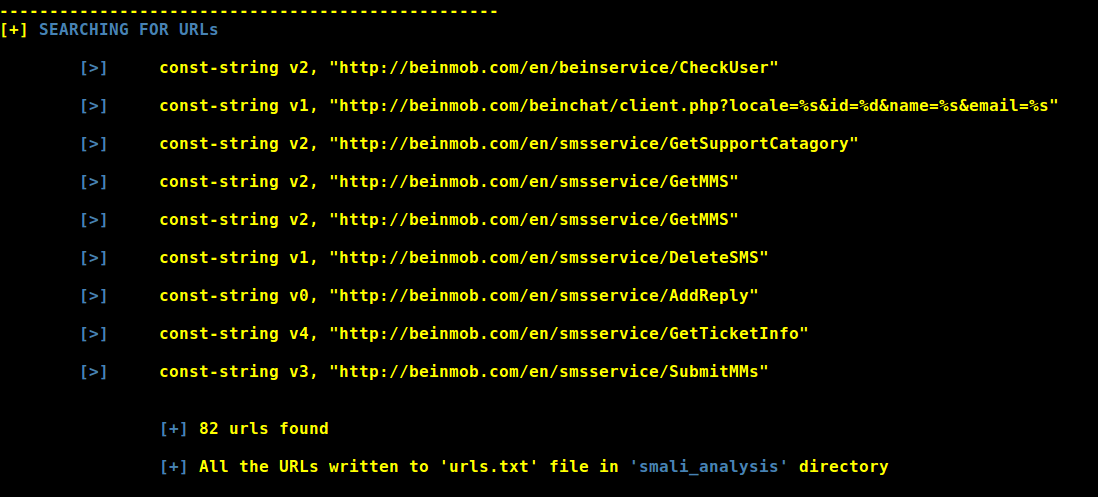 --------------------------------------------------
[+] SEARCHING FOR URLs
[>] const-string v2, "http://beinmob.com/en/beinservice/CheckUser"
[>] const-string v1, "http://beinmob.com/beinchat/client.php?locale=%s&id=%d&name=%s&email=%s"
[>] const-string v2, "http://beinmob.com/en/smsservice/GetSupportCatagory"
[>] const-string v2, "http://beinmob.com/en/smsservice/GetMMS"
[>] const-string v2, "http://beinmob.com/en/smsservice/GetMMS"
[>] const-string v1, "http://beinmob.com/en/smsservice/DeleteSMS"
[>] const-string v0, "http://beinmob.com/en/smsservice/AddReply"
[>] const-string v4, "http://beinmob.com/en/smsservice/GetTicketInfo"
[>] const-string v3, "http://beinmob.com/en/smsservice/SubmitMMs"
[+] 82 urls found
[+] All the URLs written to 'urls.txt' file in 'smali_analysis' directory